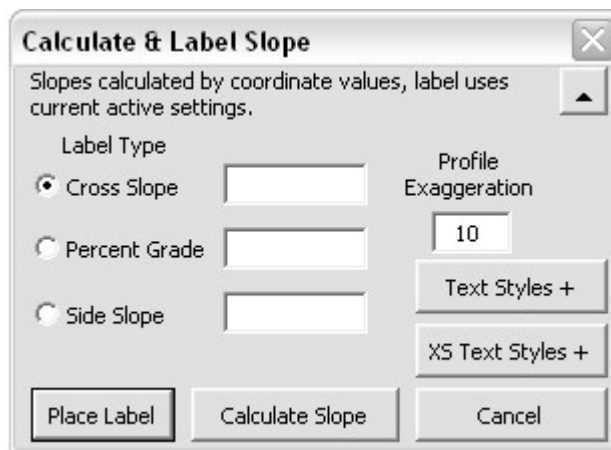 Calculate & Label Slope
Slopes calculated by coordinate values, label uses
current active settings.
Label Type
Profile
Exaggeration
Cross Slope
10
Percent Grade
Text Styles +
Side Slope
XS Text Styles +
Place Label
Calculate Slope
Cancel